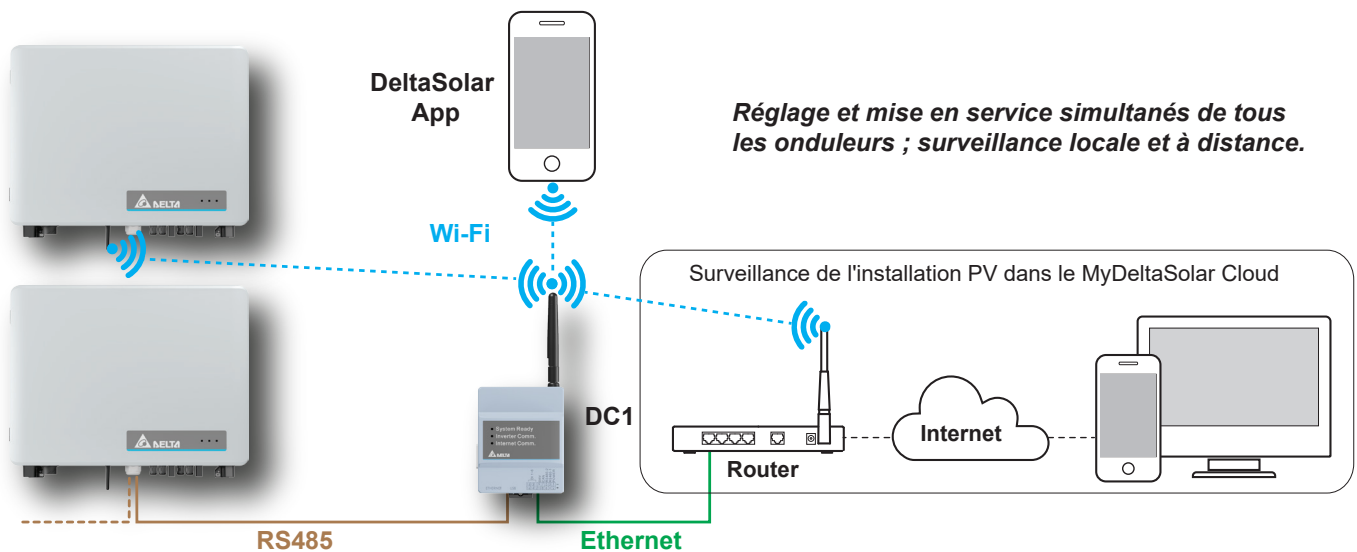 DeltaSolar
App
Réglage et mise en service simultanés de tous
les onduleurs ; surveillance locale et à distance.
DELTA
Wi-Fi
Surveillance de l'installation PV dans le MyDeltaSolar Cloud
DELTA
DC1
System Ready
Inverter Comm.
Internet Comm.
DELTA
Internet
Router
RS485
Ethernet